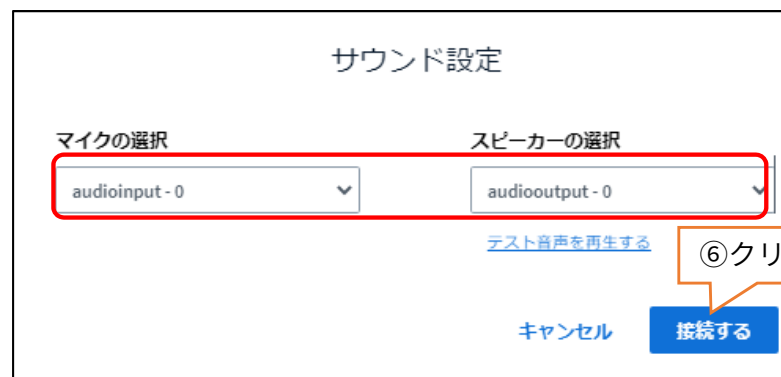 サウンド設定
マイクの選択
スピーカーの選択
audioinput - 0
audiooutput - 0
テスト音声を再生する
⑥クリ
キャンセル
接続する